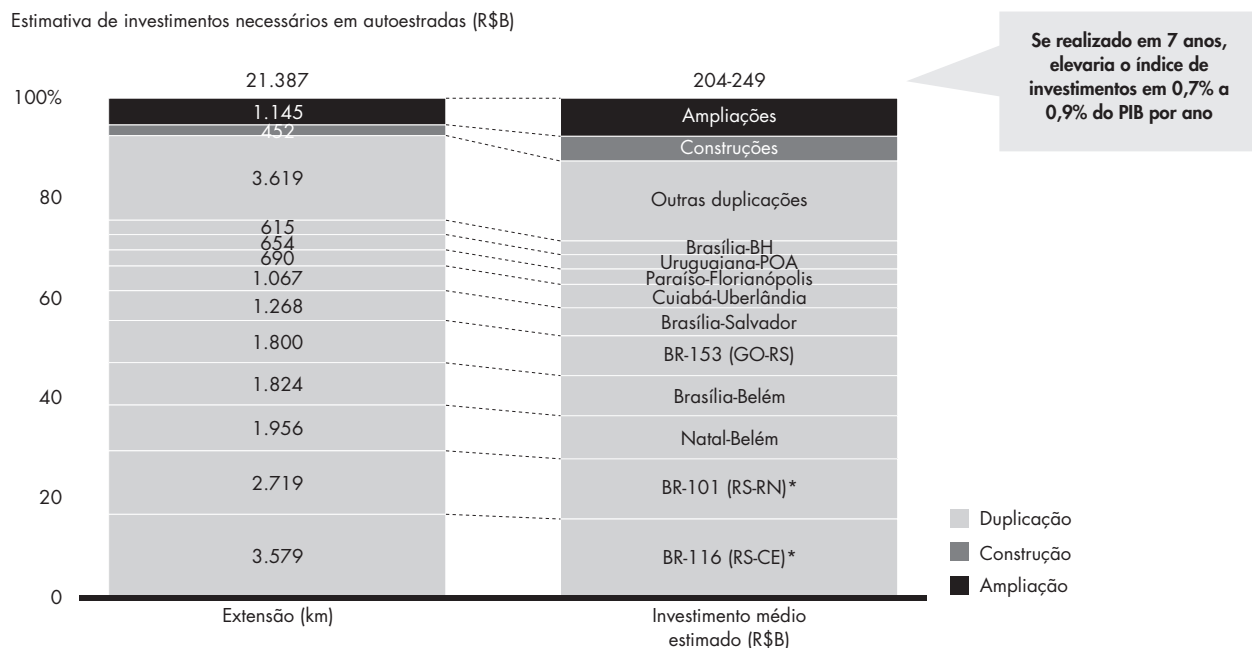 Estimativa de investimentos necessários em autoestradas (R$B)
Se realizado em 7 anos,
elevaria o índice de
investimentos em 0,7% a
0,9% do PIB por ano
21.387
204-249
100%
80
60
40
20
0
1.145
452
3.619
615
654
690
1.067
1.268
1.800
1.824
1.956
2.719
3.579
Ampliações
Construções
Outras duplicações
Brasília-BH
Uruguaiana-POA
Paraíso-Florianópolis
Cuiabá-Uberlândia
Brasília-Salvador
BR-153 (GO-RS)
Brasília-Belém
Natal-Belém
BR-101 (RS-RN)*
BR-116 (RS-CE)*
Duplicação
Construção
Ampliação
Extensão (km)
Investimento médio
estimado (R$B)